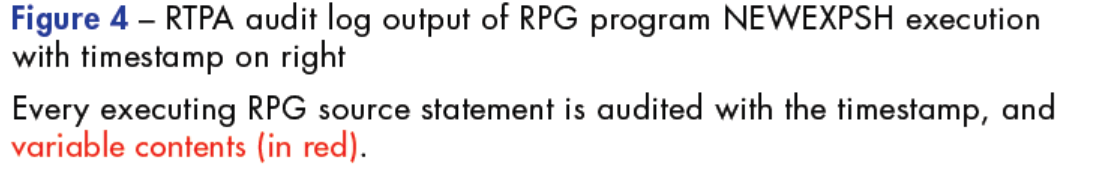 Figure 4 – RTPA audit log output of RPG program NEWEXPSH execution
with timestamp on right
Every executing RPG source statement is audited with the timestamp, and
variable contents (in red).